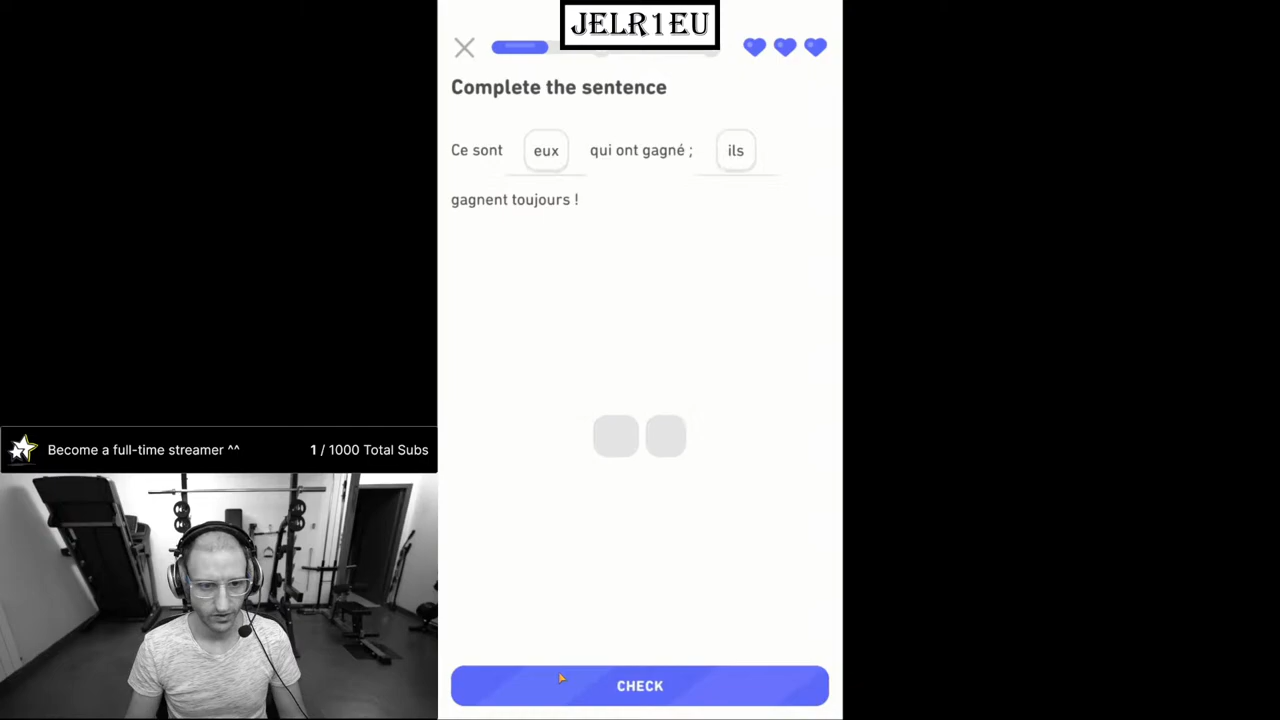 JELR1EU
Complete the sentence
Ce sont eux qui ont gagné ; ils
gagnent toujours !
Become a full-time streamer ^^ 1 / 1000 Total Subs
CHECK